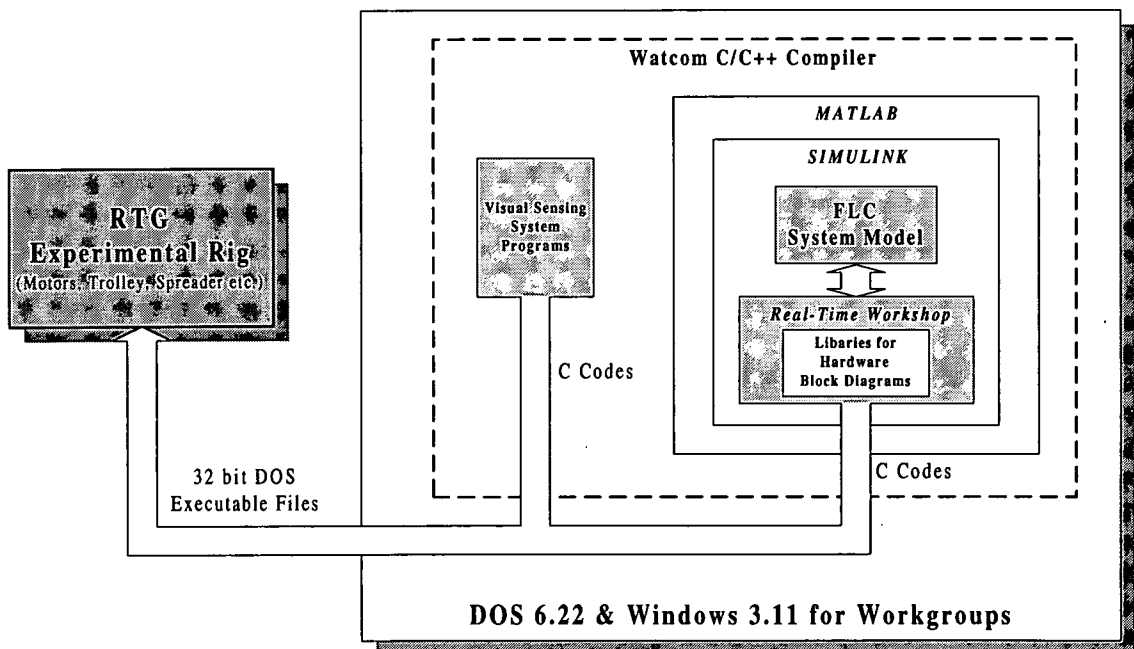 Watcom C/C++ Compiler
MATLAB
SIMULINK
FLC
System Model
Real-Time Workshop
Libaries for
Hardware
Block Diagrams
Visual Sensing
System
Programs
RTG
Experimental Rig
(Motors, Trolley, Spreader etc.)
C Codes
C Codes
32 bit DOS
Executable Files
DOS 6.22 & Windows 3.11 for Workgroups